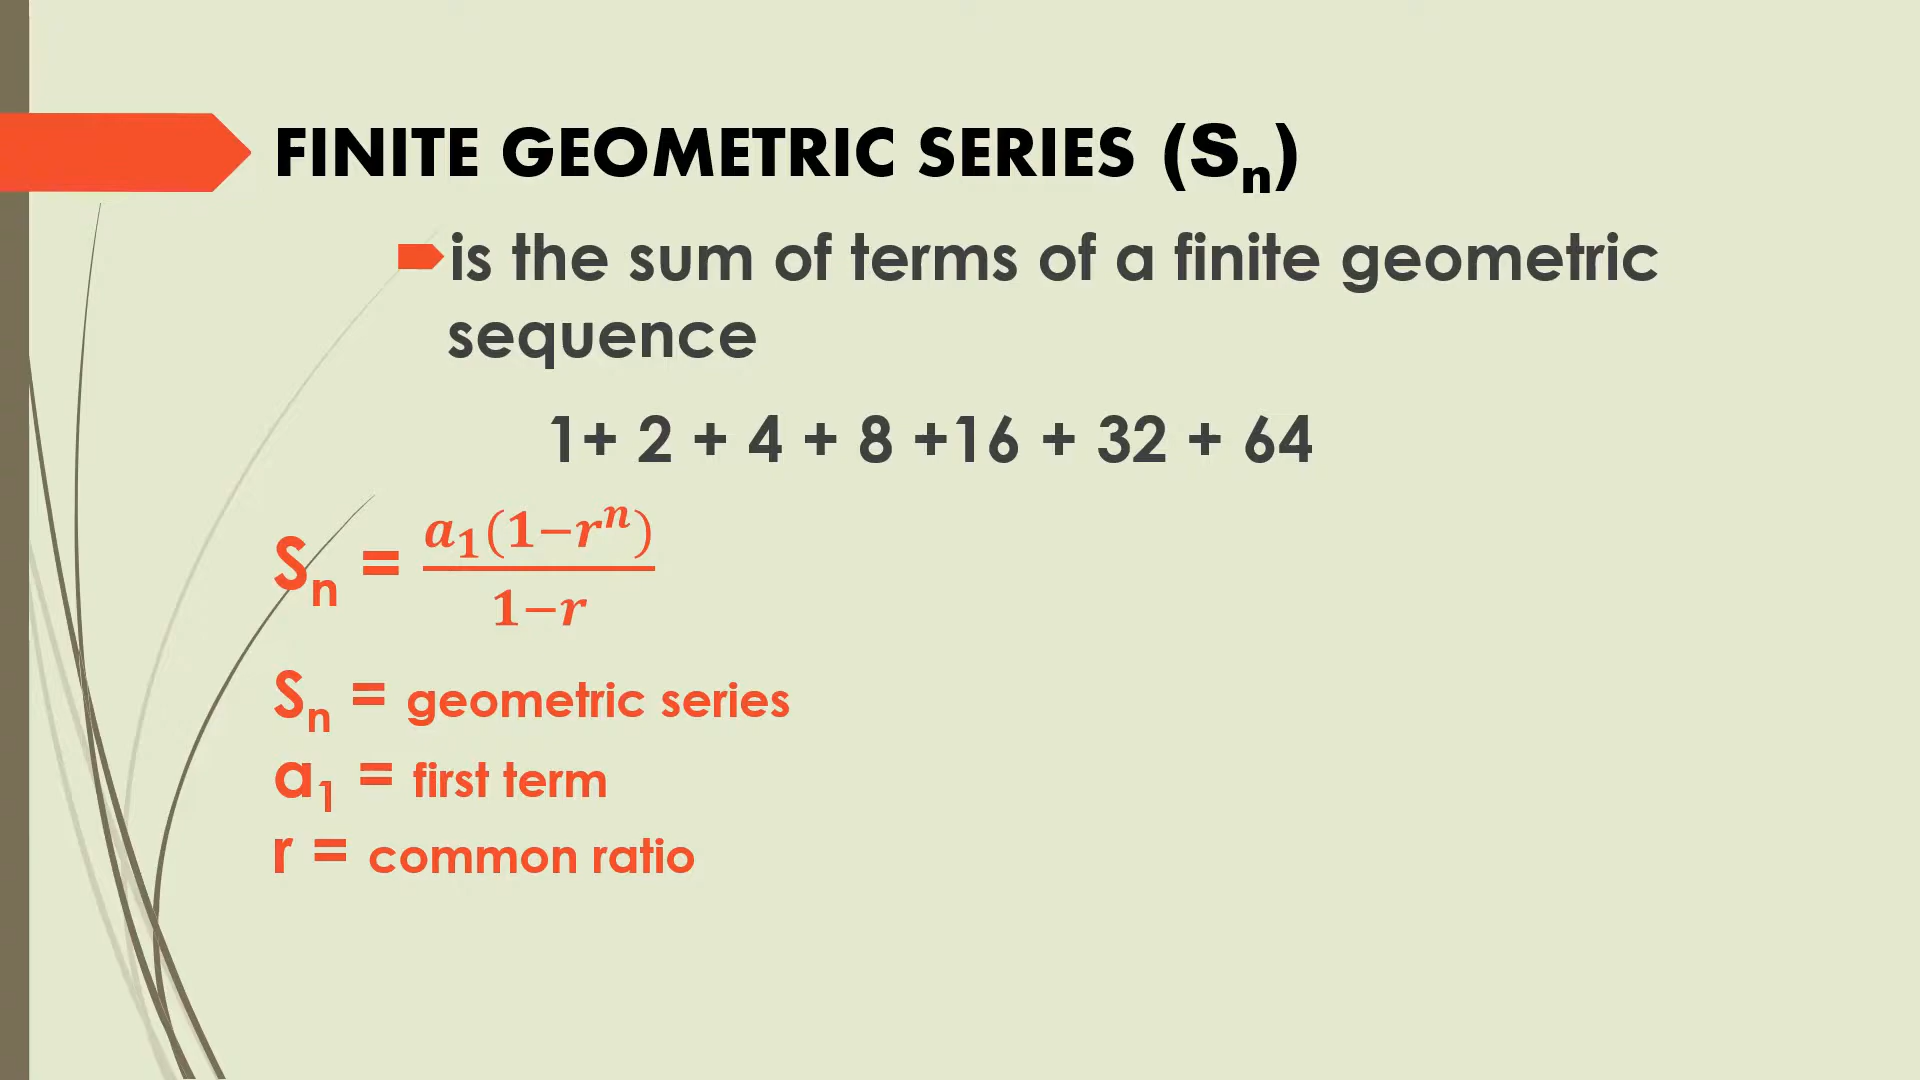 FINITE GEOMETRIC SERIES (Sₙ)
is the sum of terms of a finite geometric
sequence
1+ 2 + 4 + 8 +16 + 32 + 64
Sₙ = a₁(1−rⁿ) / 1−r
Sₙ = geometric series
a₁ = first term
r = common ratio